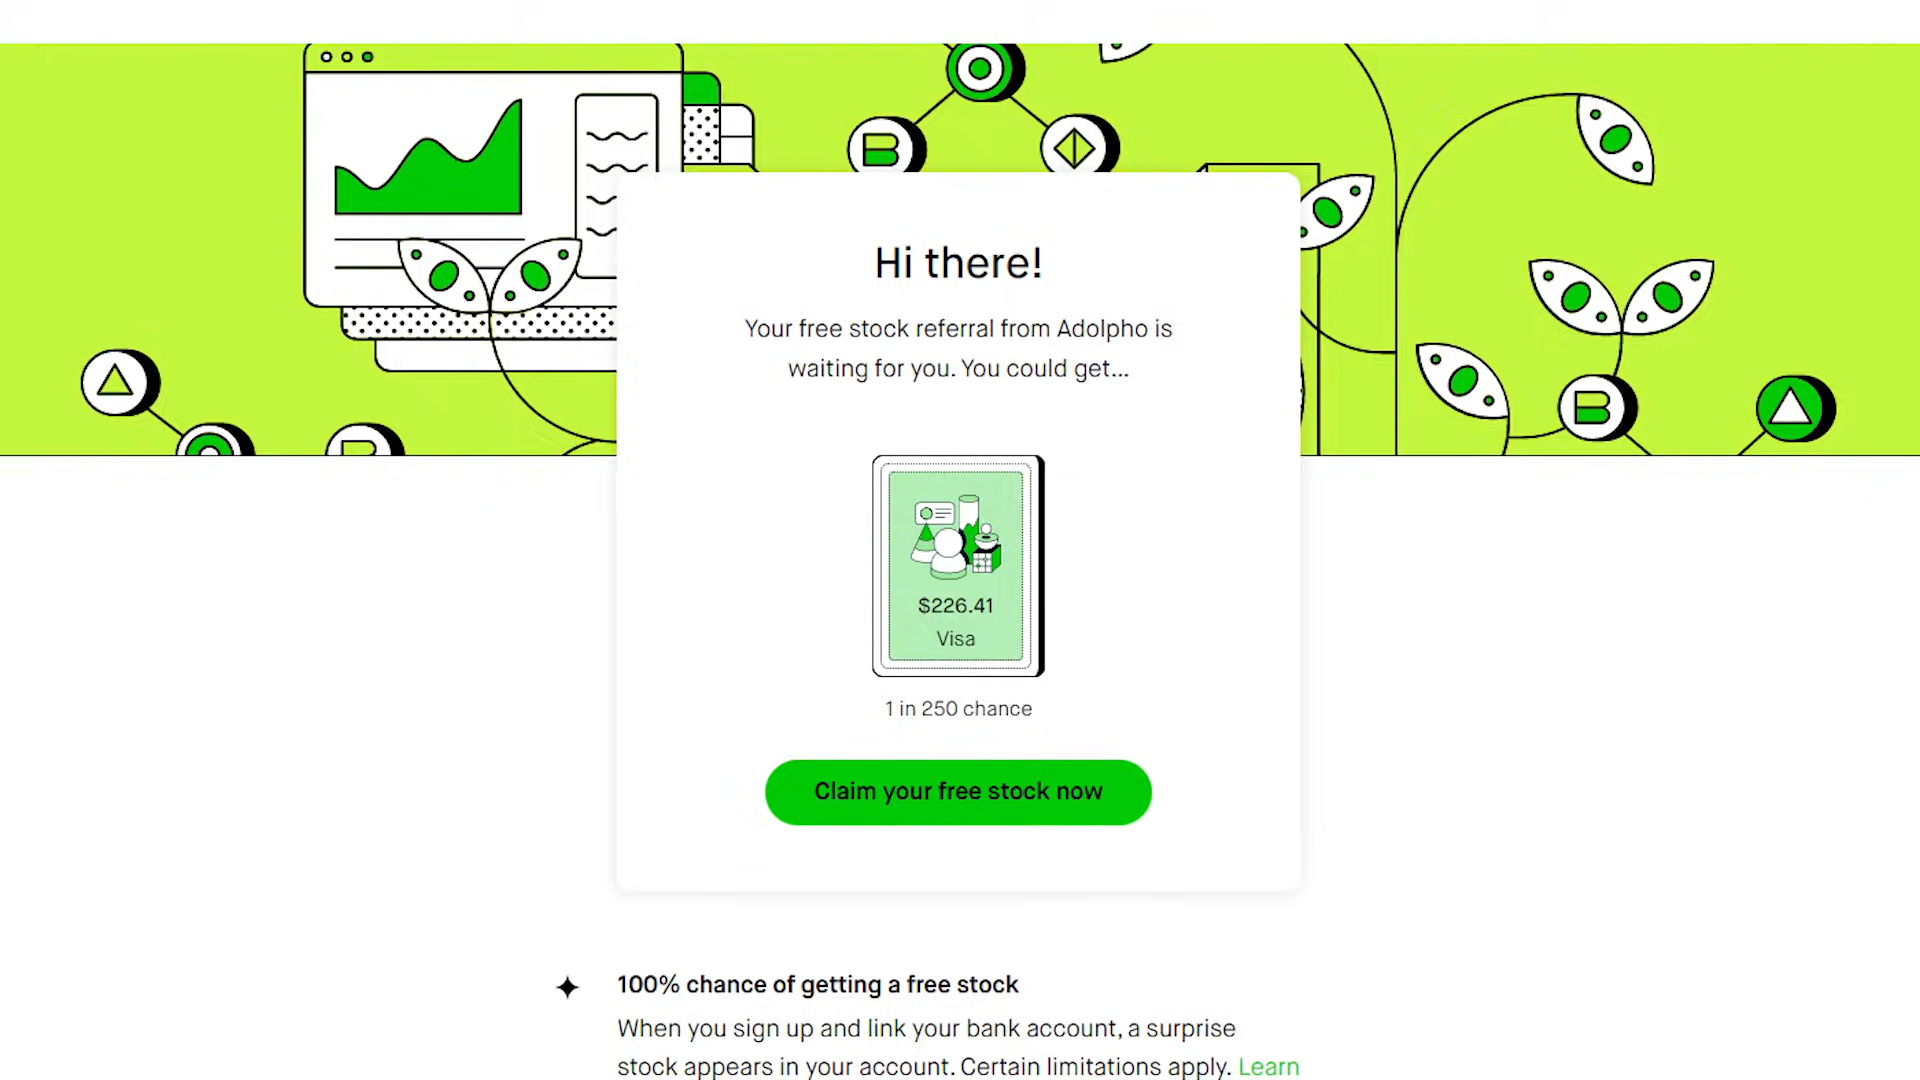 Hi there!
Your free stock referral from Adolpho is
waiting for you. You could get...
$226.41
Visa
1 in 250 chance
Claim your free stock now
100% chance of getting a free stock
When you sign up and link your bank account, a surprise
stock appears in your account. Certain limitations apply. Learn